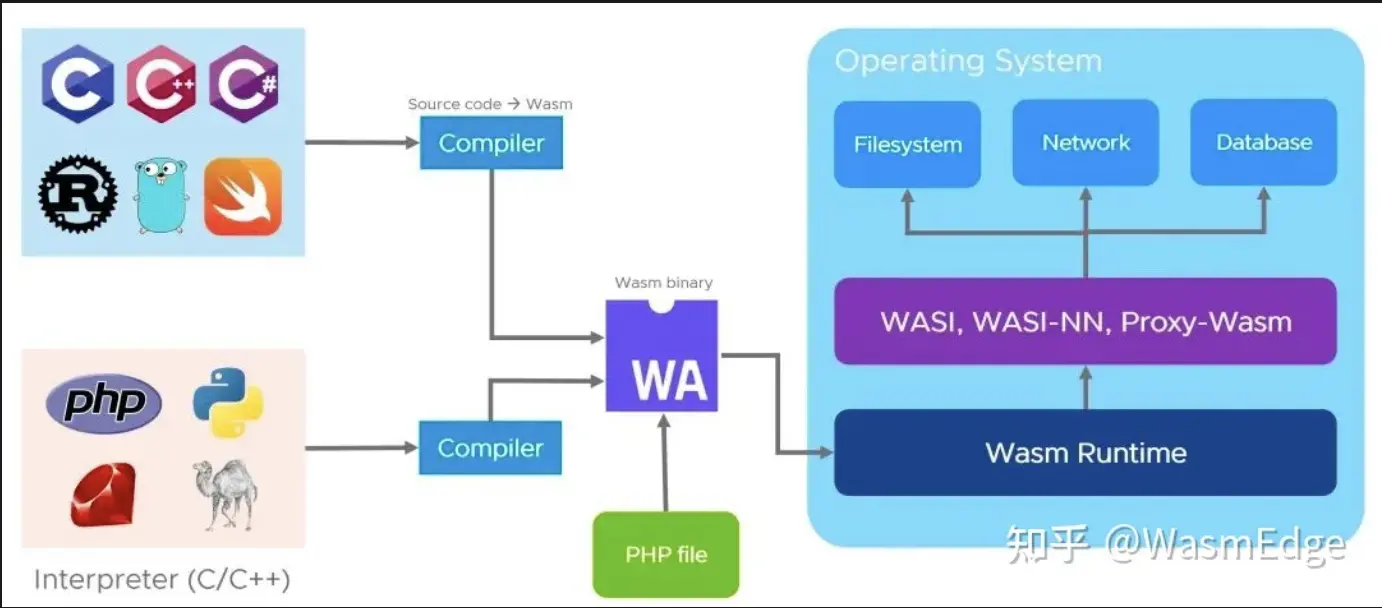 C
C++
C#
R
Source code → Wasm
Compiler
php
Interpreter (C/C++)
Compiler
Wasm binary
WA
PHP file
Operating System
Filesystem
Network
Database
WASI, WASI-NN, Proxy-Wasm
Wasm Runtime
知乎 @WasmEdge